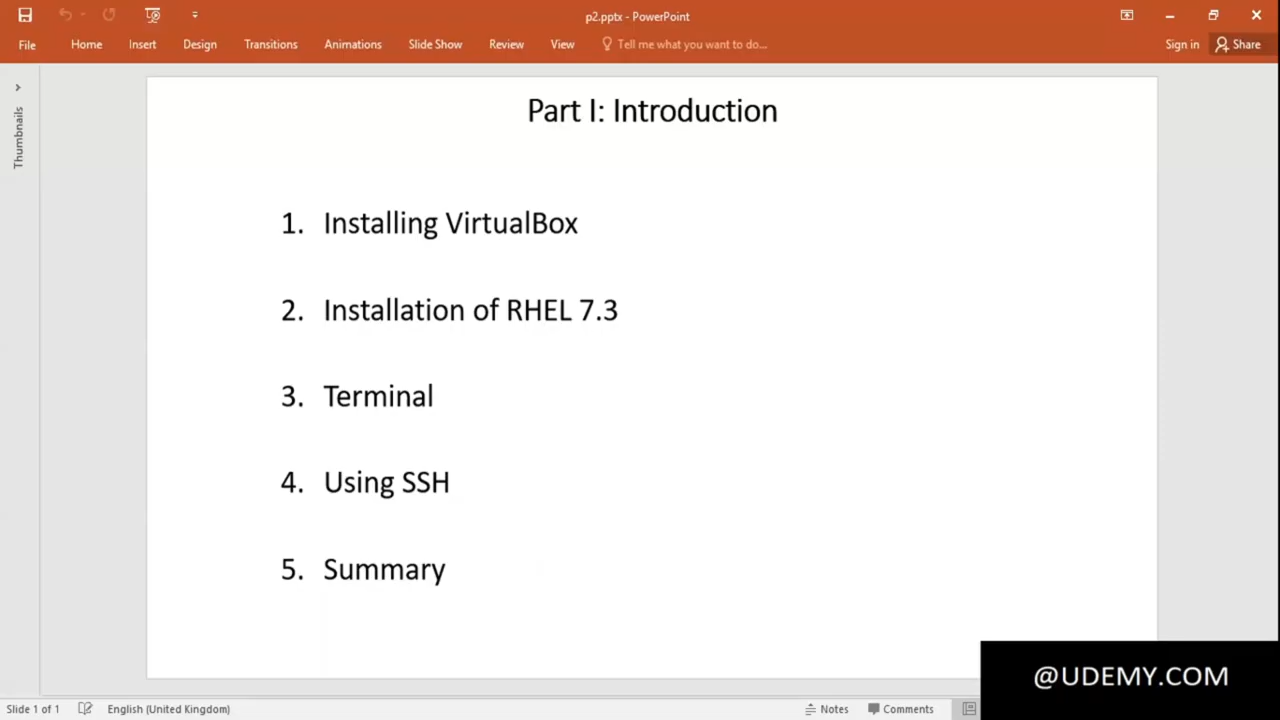 p2.pptx - PowerPoint
File Home Insert Design Transitions Animations Slide Show Review View Tell me what you want to do... Sign in Share
Thumbnails
Part I: Introduction
1. Installing VirtualBox
2. Installation of RHEL 7.3
3. Terminal
4. Using SSH
5. Summary
@UDEMY.COM
Slide 1 of 1 English (United Kingdom) Notes Comments